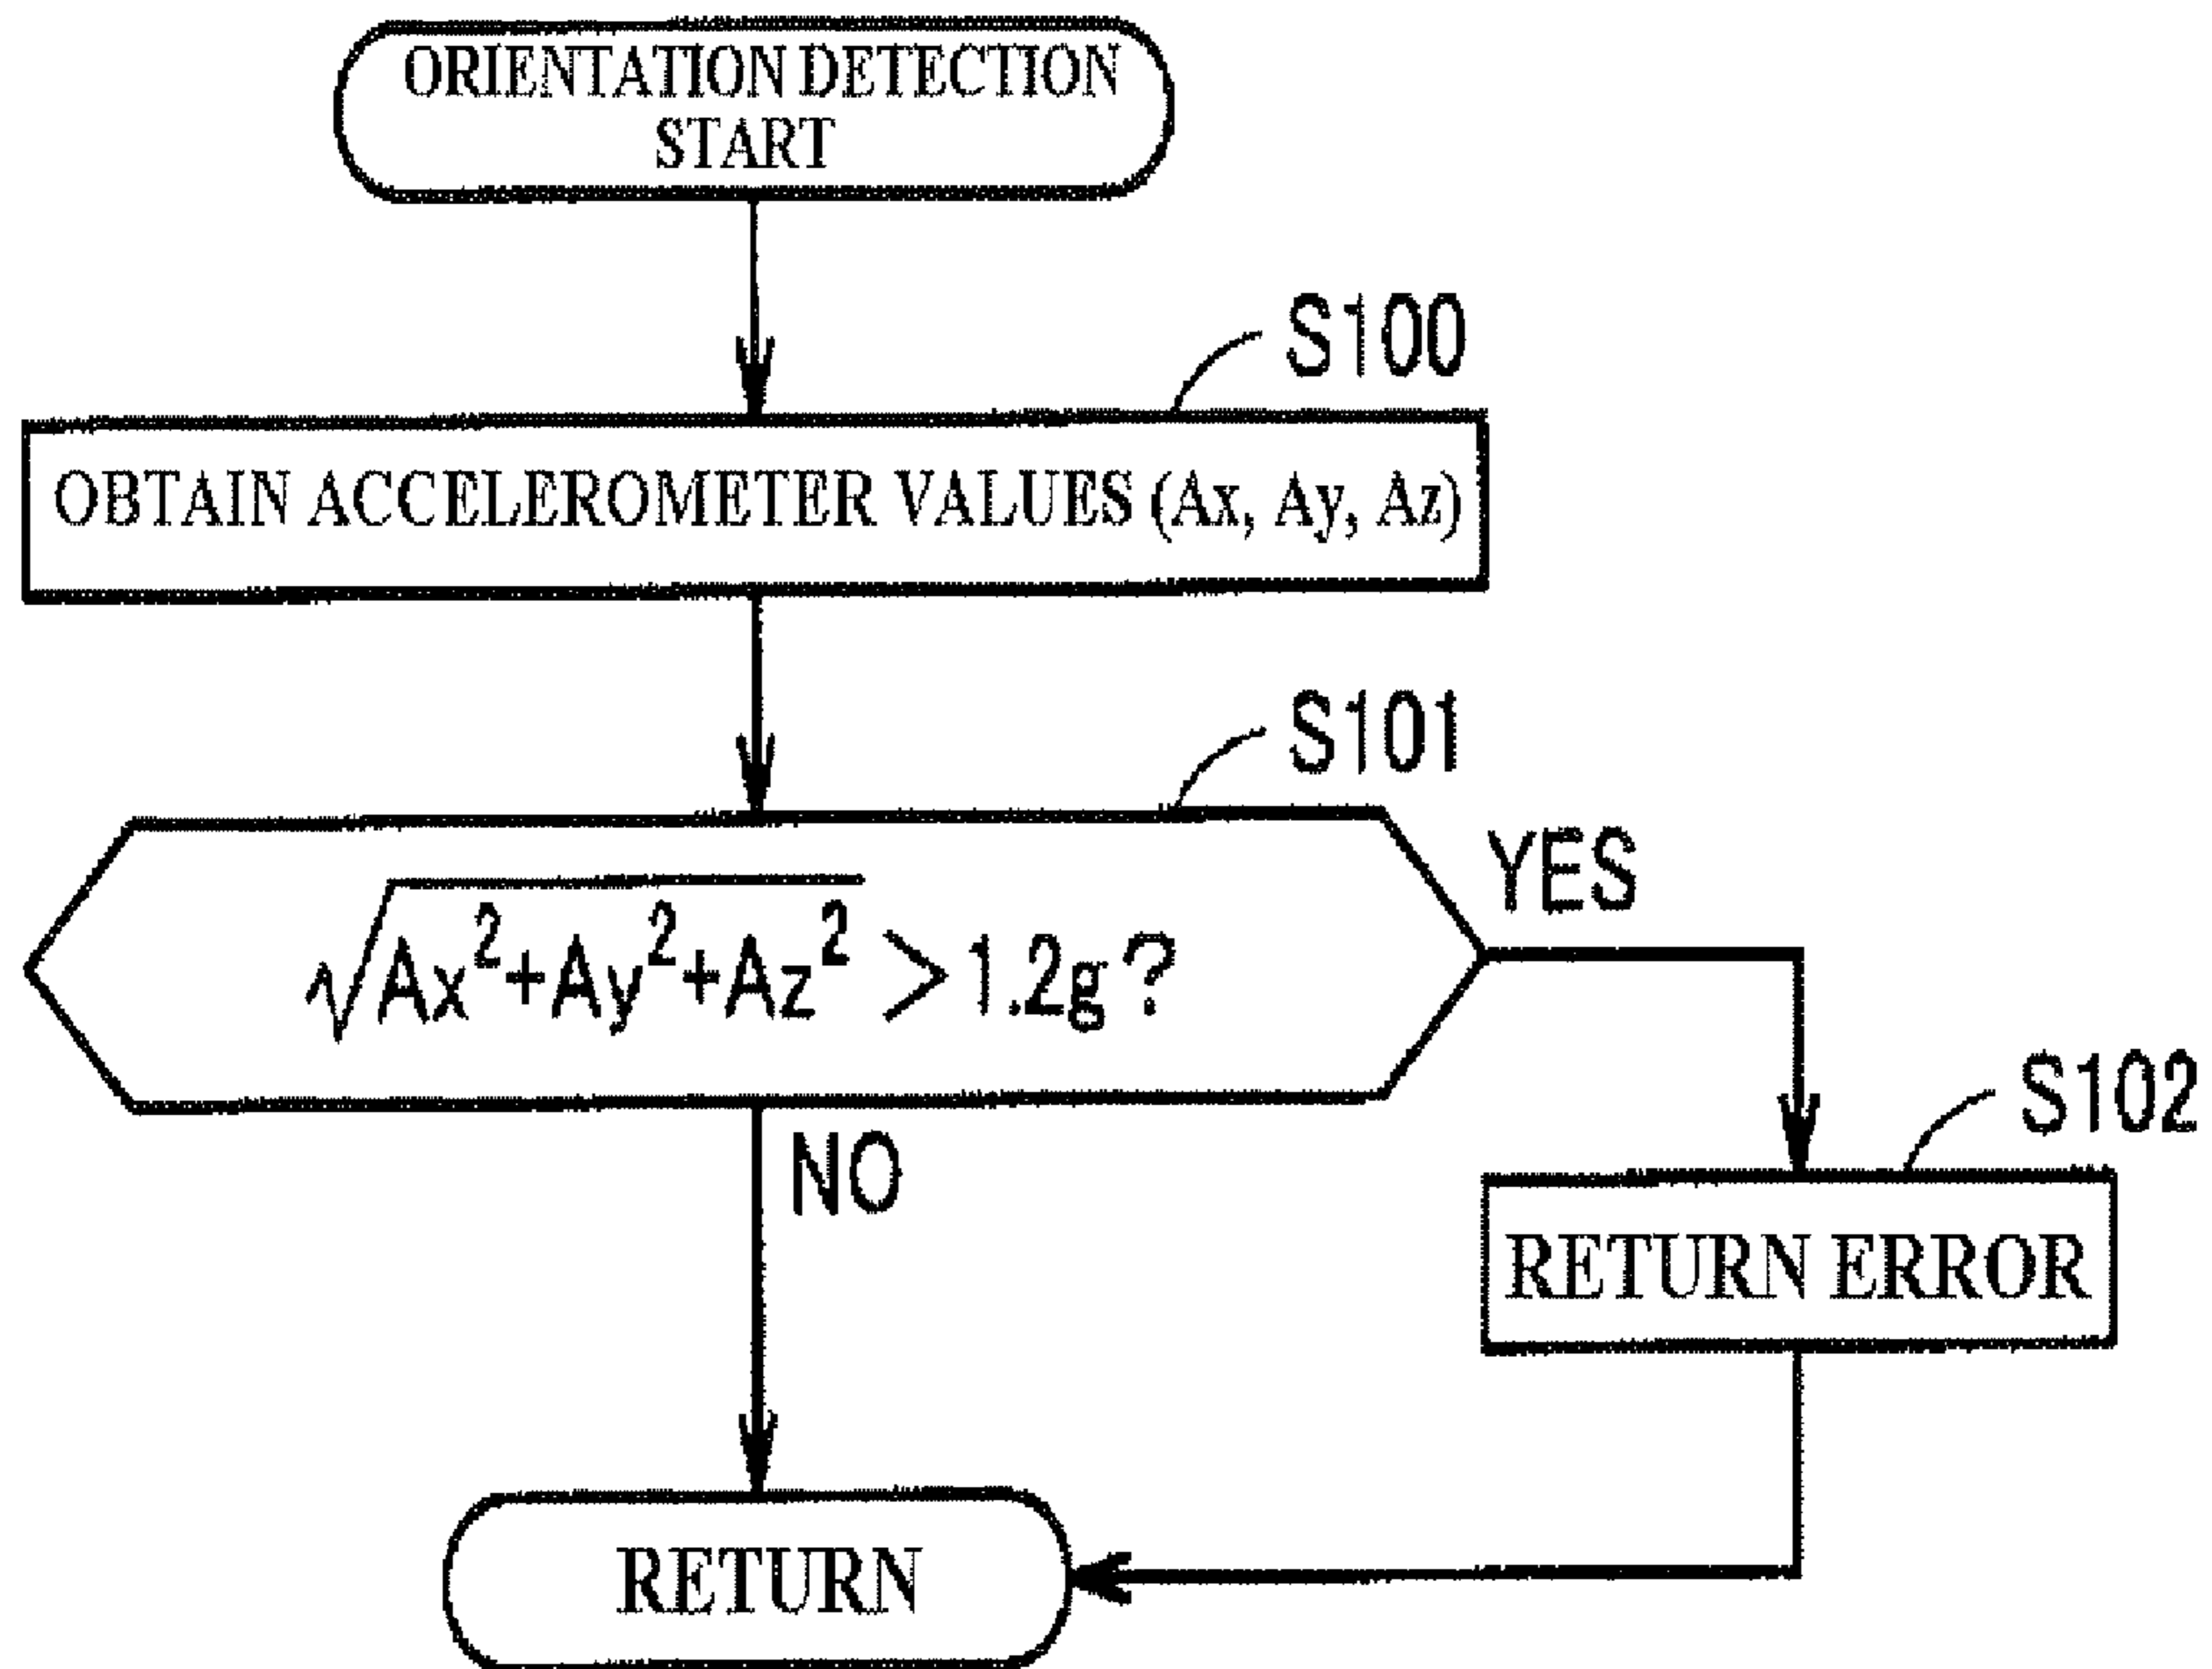 ORIENTATION DETECTION
START
S100
OBTAIN ACCELEROMETER VALUES (Ax, Ay, Az)
S101
√Ax²+Ay²+Az² >1.2g?
YES
NO
S102
RETURN ERROR
RETURN